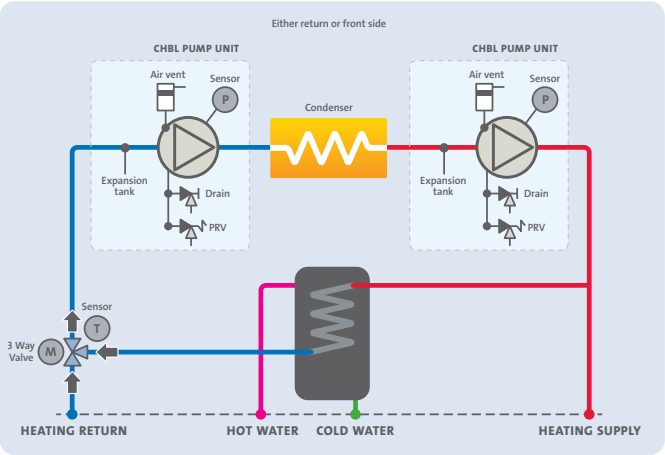 Either return or front side
CHBL PUMP UNIT
CHBL PUMP UNIT
Air vent
Sensor
P
Condenser
Air vent
Sensor
P
Expansion
tank
Drain
PRV
Expansion
tank
Drain
PRV
Sensor
T
3 Way
Valve
M
HEATING RETURN
HOT WATER
COLD WATER
HEATING SUPPLY